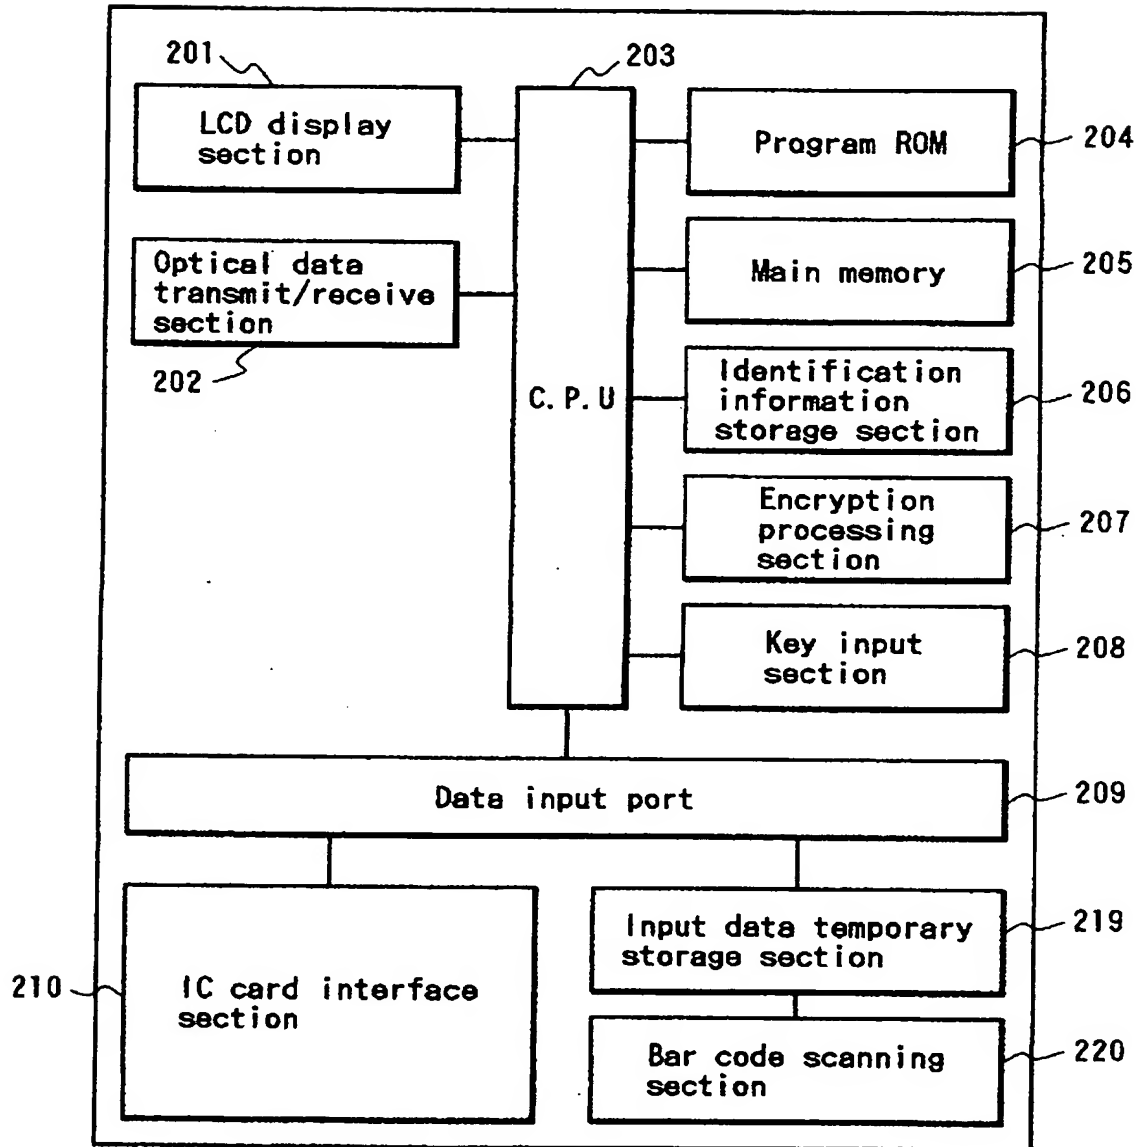 201
203
LCD display
section
Program ROM
204
Optical data
transmit/receive
section
202
Main memory
205
C.P.U
Identification
information
storage section
206
Encryption
processing
section
207
Key input
section
208
Data input port
209
210
IC card interface
section
Input data temporary
storage section
219
Bar code scanning
section
220